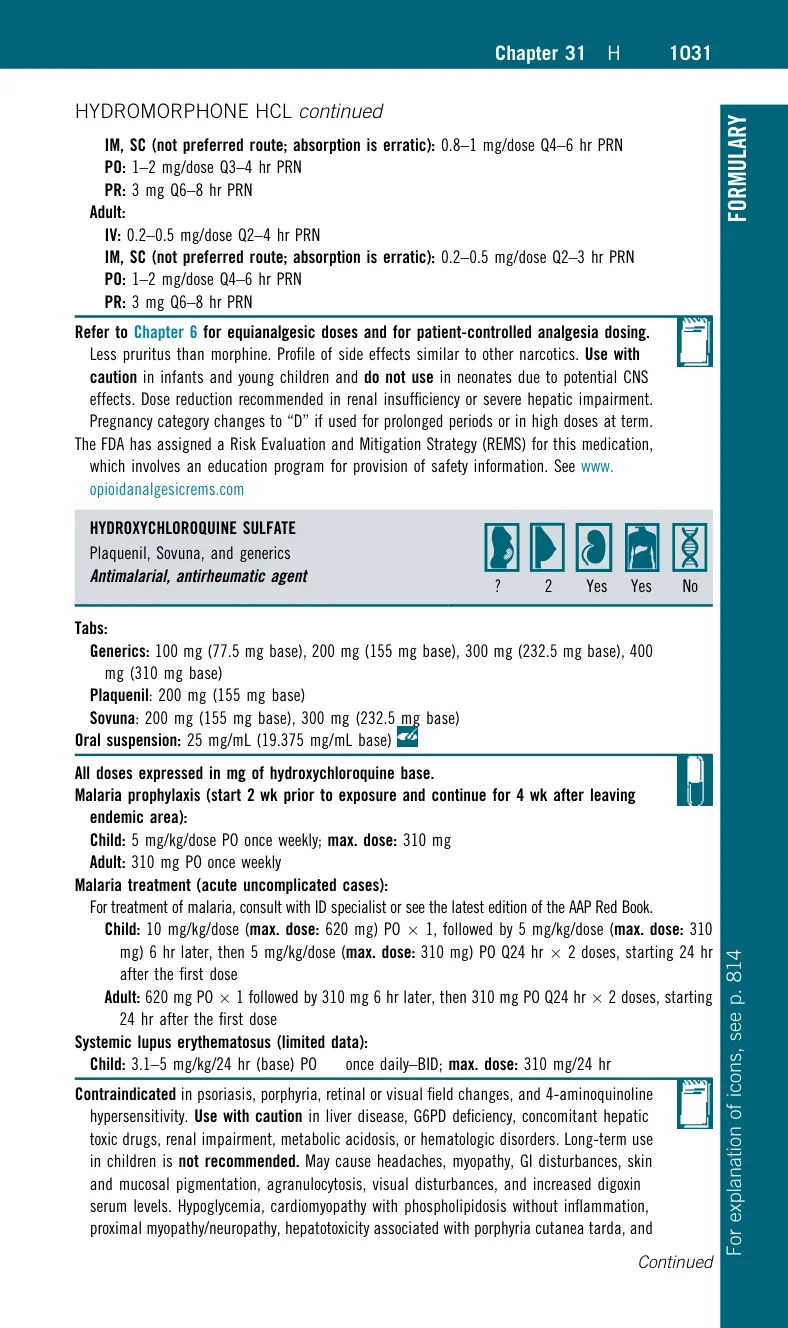 Chapter 31 H 1031
HYDROMORPHONE HCL continued
IM, SC (not preferred route; absorption is erratic): 0.8–1 mg/dose Q4–6 hr PRN
PO: 1–2 mg/dose Q3–4 hr PRN
PR: 3 mg Q6–8 hr PRN
Adult:
IV: 0.2–0.5 mg/dose Q2–4 hr PRN
IM, SC (not preferred route; absorption is erratic): 0.2–0.5 mg/dose Q2–3 hr PRN
PO: 1–2 mg/dose Q4–6 hr PRN
PR: 3 mg Q6–8 hr PRN
Refer to Chapter 6 for equianalgesic doses and for patient-controlled analgesia dosing.
Less pruritus than morphine. Profile of side effects similar to other narcotics. Use with
caution in infants and young children and do not use in neonates due to potential CNS
effects. Dose reduction recommended in renal insufficiency or severe hepatic impairment.
Pregnancy category changes to “D” if used for prolonged periods or in high doses at term.
The FDA has assigned a Risk Evaluation and Mitigation Strategy (REMS) for this medication,
which involves an education program for provision of safety information. See www.
opioidanalgesicrems.com
HYDROXYCHLOROQUINE SULFATE
Plaquenil, Sovuna, and generics
Antimalarial, antirheumatic agent
? 2 Yes Yes No
Tabs:
Generics: 100 mg (77.5 mg base), 200 mg (155 mg base), 300 mg (232.5 mg base), 400
mg (310 mg base)
Plaquenil: 200 mg (155 mg base)
Sovuna: 200 mg (155 mg base), 300 mg (232.5 mg base)
Oral suspension: 25 mg/mL (19.375 mg/mL base)
All doses expressed in mg of hydroxychloroquine base.
Malaria prophylaxis (start 2 wk prior to exposure and continue for 4 wk after leaving
endemic area):
Child: 5 mg/kg/dose PO once weekly; max. dose: 310 mg
Adult: 310 mg PO once weekly
Malaria treatment (acute uncomplicated cases):
For treatment of malaria, consult with ID specialist or see the latest edition of the AAP Red Book.
Child: 10 mg/kg/dose (max. dose: 620 mg) PO × 1, followed by 5 mg/kg/dose (max. dose: 310
mg) 6 hr later, then 5 mg/kg/dose (max. dose: 310 mg) PO Q24 hr × 2 doses, starting 24 hr
after the first dose
Adult: 620 mg PO × 1 followed by 310 mg 6 hr later, then 310 mg PO Q24 hr × 2 doses, starting
24 hr after the first dose
Systemic lupus erythematosus (limited data):
Child: 3.1–5 mg/kg/24 hr (base) PO once daily–BID; max. dose: 310 mg/24 hr
Contraindicated in psoriasis, porphyria, retinal or visual field changes, and 4-aminoquinoline
hypersensitivity. Use with caution in liver disease, G6PD deficiency, concomitant hepatic
toxic drugs, renal impairment, metabolic acidosis, or hematologic disorders. Long-term use
in children is not recommended. May cause headaches, myopathy, GI disturbances, skin
and mucosal pigmentation, agranulocytosis, visual disturbances, and increased digoxin
serum levels. Hypoglycemia, cardiomyopathy with phospholipidosis without inflammation,
proximal myopathy/neuropathy, hepatotoxicity associated with porphyria cutanea tarda, and
Continued
FORMULARY
For explanation of icons, see p. 814